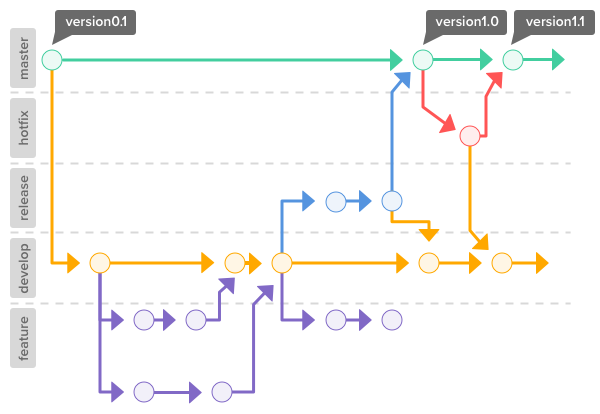 version0.1
version1.0
version1.1
master
hotfix
release
develop
feature